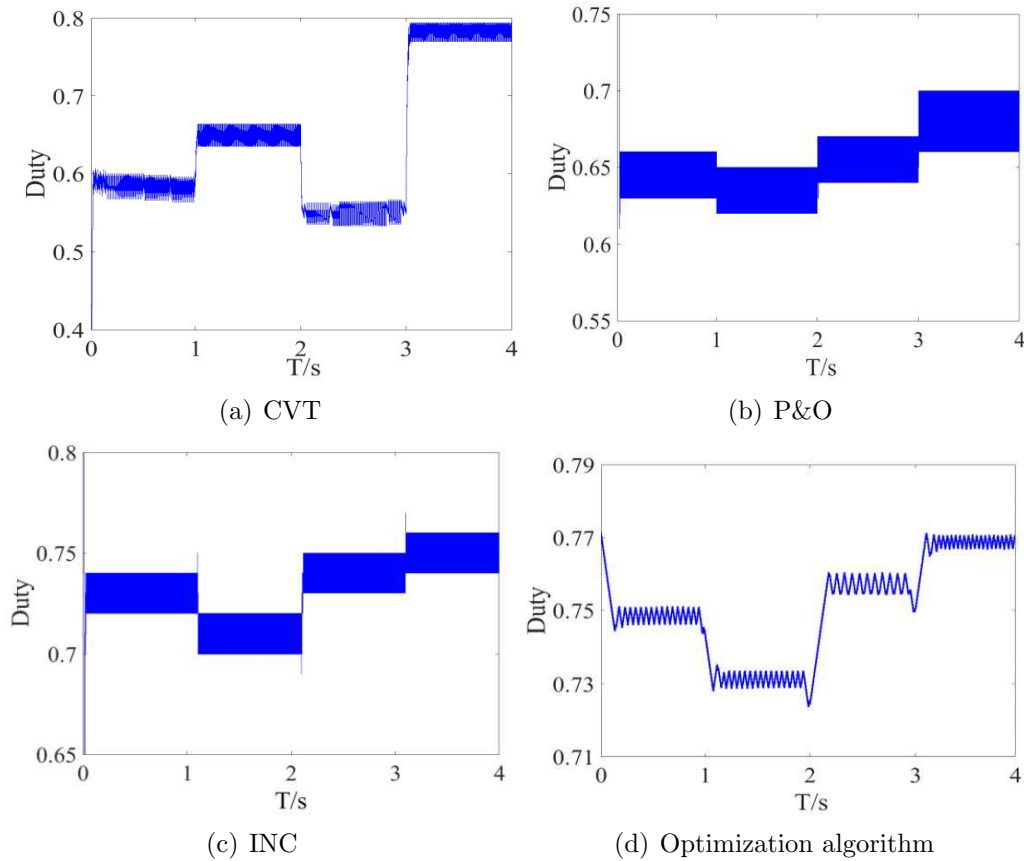 0.8
0.7
0.6
0.5
0.4
Duty
0 1 2 3 4
T/s
(a) CVT
0.75
0.7
0.65
0.6
0.55
Duty
0 1 2 3 4
T/s
(b) P&O
0.8
0.75
0.7
0.65
Duty
0 1 2 3 4
T/s
(c) INC
0.79
0.77
0.75
0.73
0.71
Duty
0 1 2 3 4
T/s
(d) Optimization algorithm